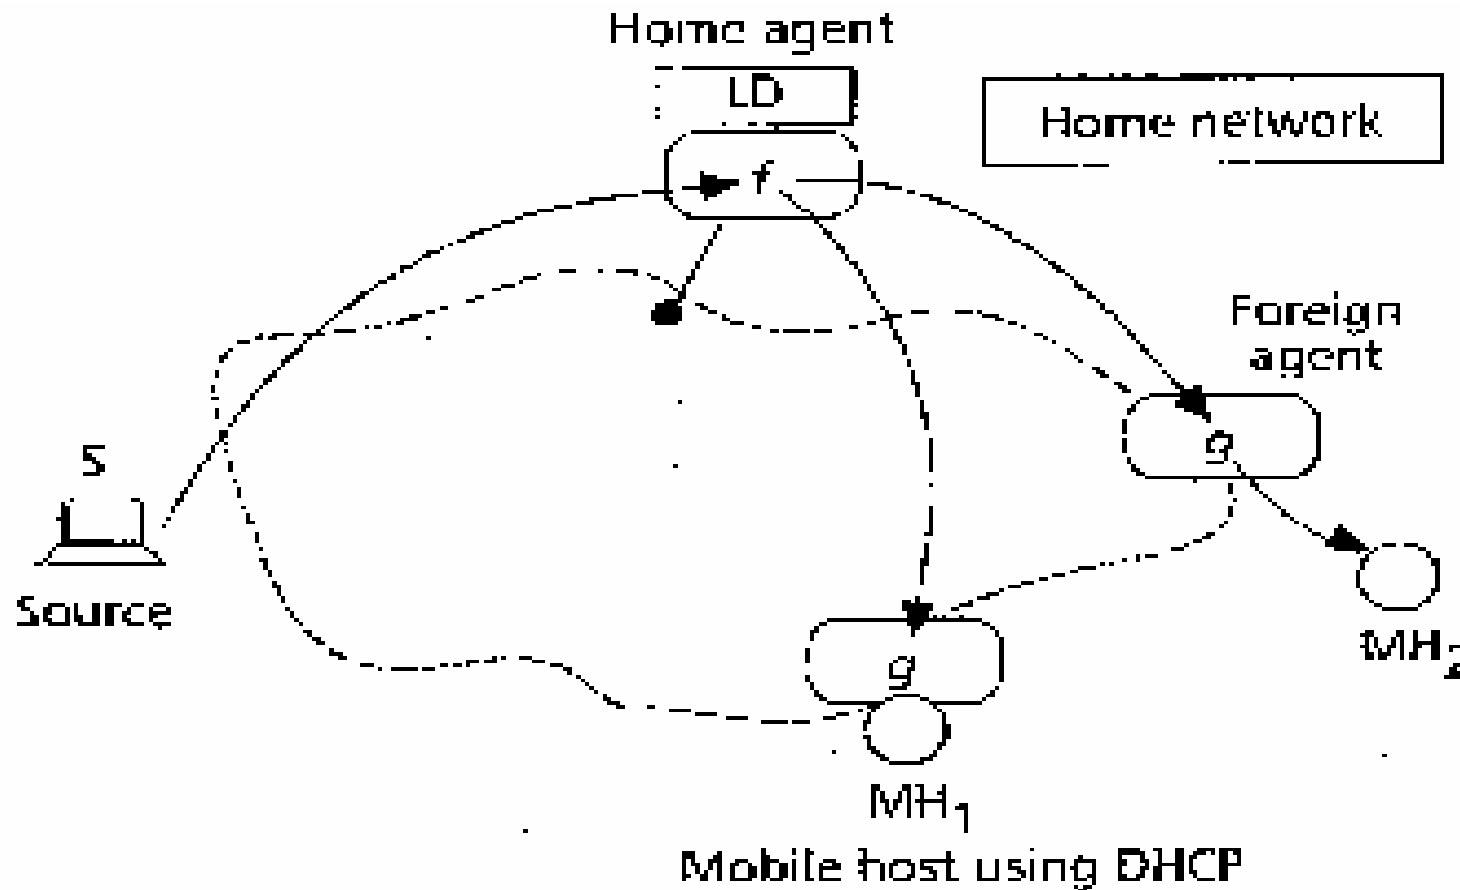 Home agent
LD
Home network
f
Foreign
agent
g
S
Source
MH2
g
MH1
Mobile host using DHCP